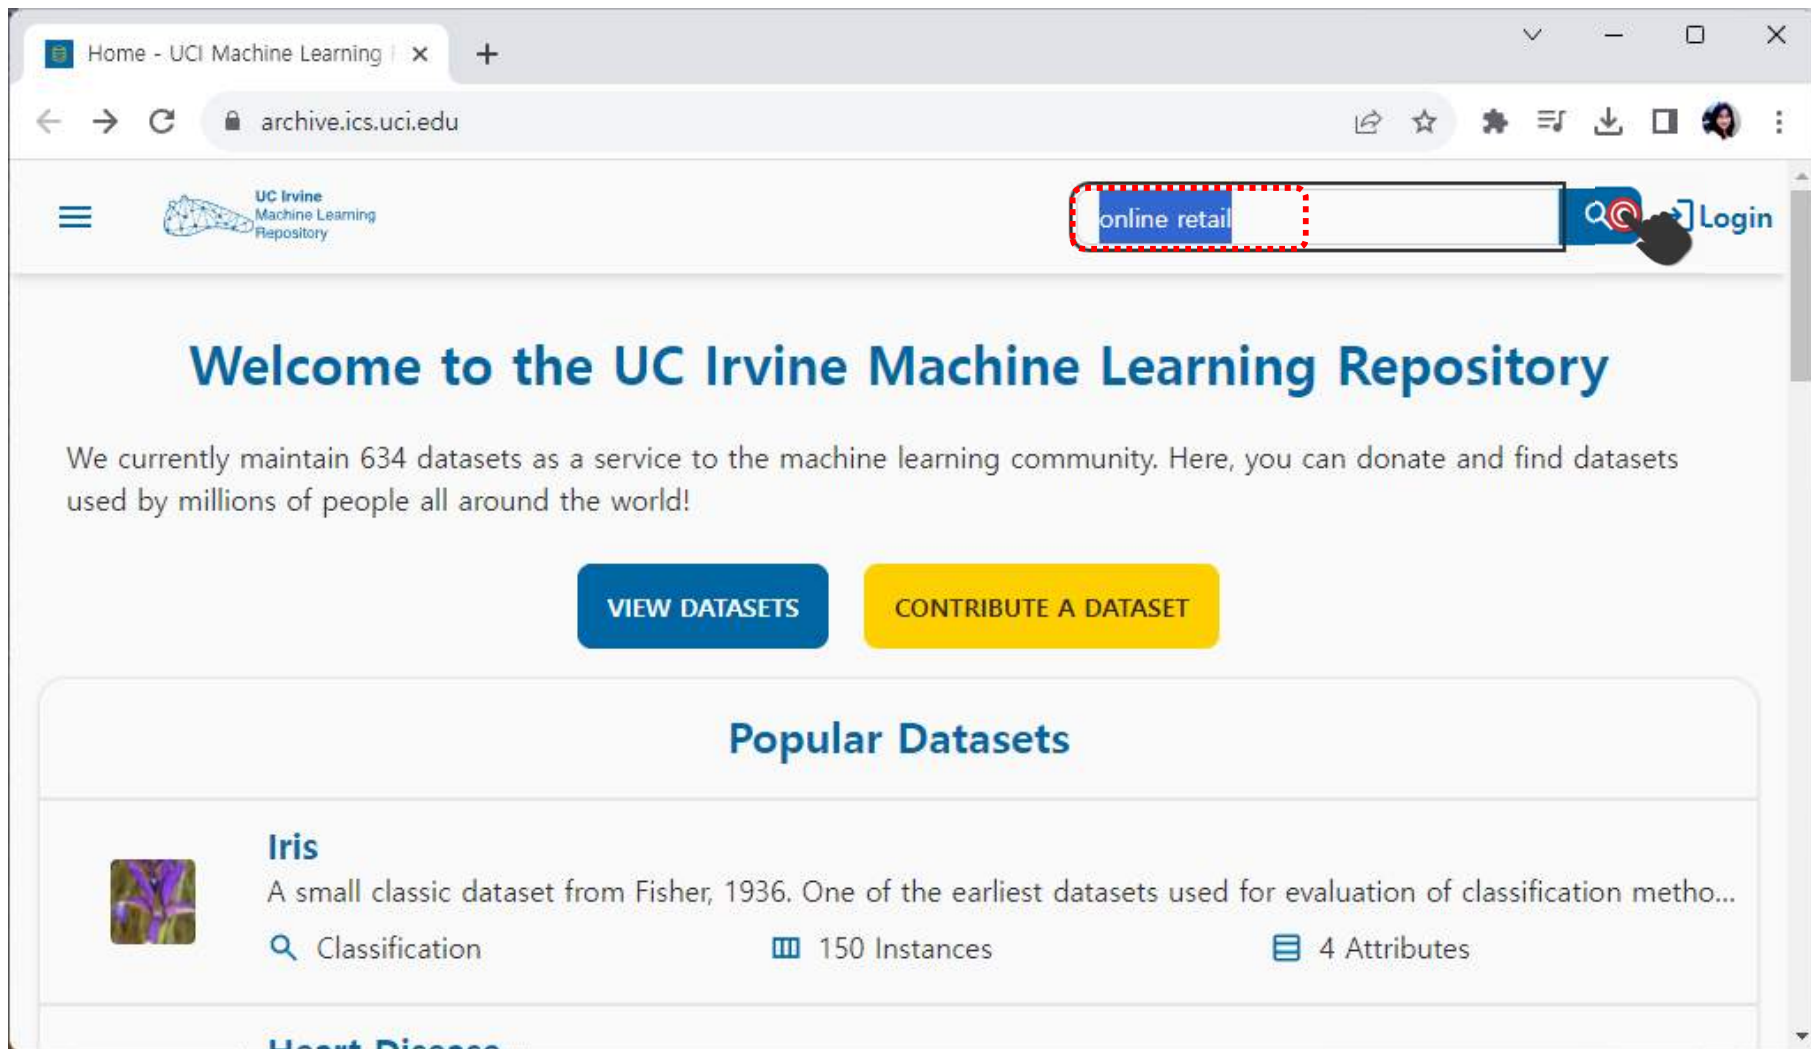 Home - UCI Machine Learning
archive.ics.uci.edu
UC Irvine
Machine Learning
Repository
online retail
Login
Welcome to the UC Irvine Machine Learning Repository
We currently maintain 634 datasets as a service to the machine learning community. Here, you can donate and find datasets
used by millions of people all around the world!
VIEW DATASETS
CONTRIBUTE A DATASET
Popular Datasets
Iris
A small classic dataset from Fisher, 1936. One of the earliest datasets used for evaluation of classification metho...
Classification
150 Instances
4 Attributes
Heart Disease